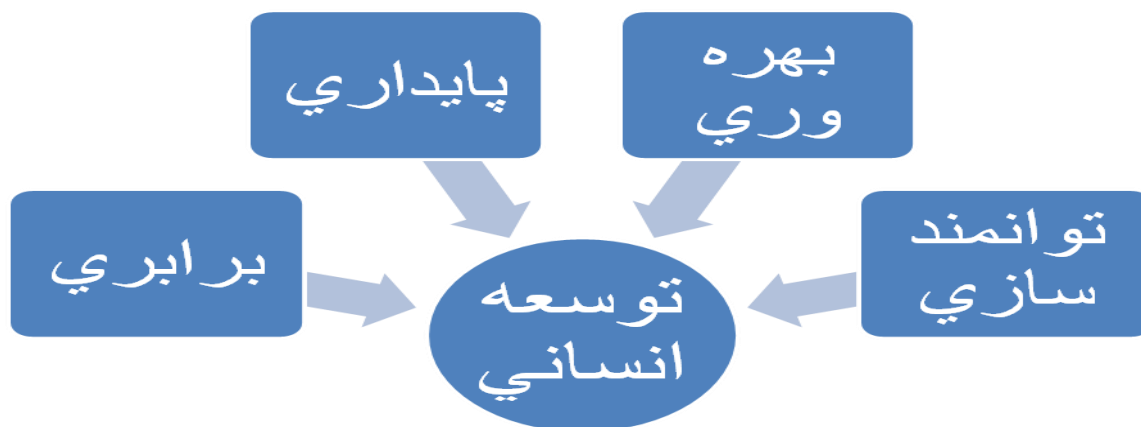 بهره
وري
پايداري
توانمند
سازي
برابري
توسعه
انساني